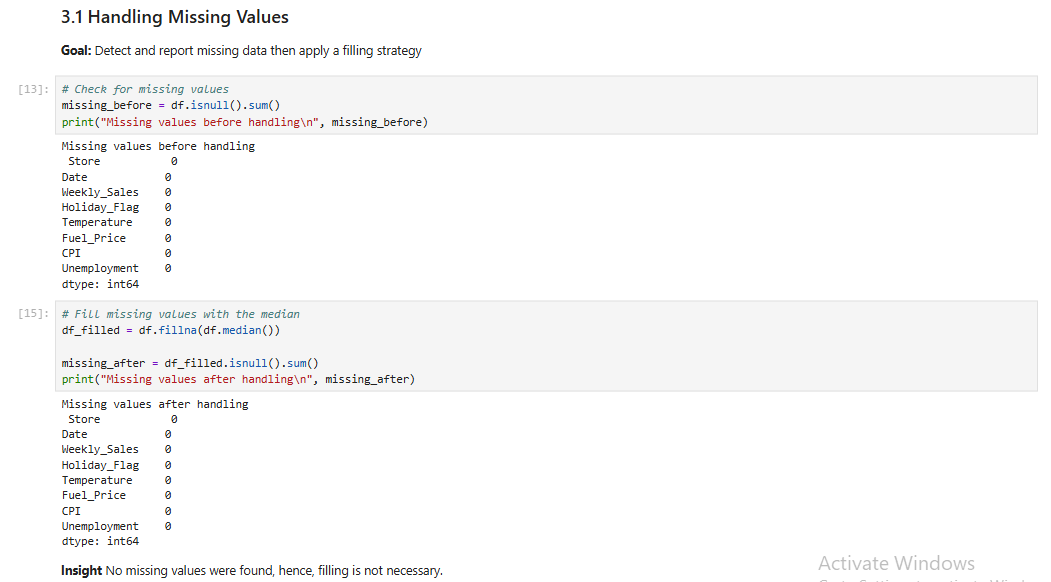 3.1 Handling Missing Values
Goal: Detect and report missing data then apply a filling strategy
[13]: # Check for missing values
missing_before = df.isnull().sum()
print("Missing values before handling\n", missing_before)
Missing values before handling
Store 0
Date 0
Weekly_Sales 0
Holiday_Flag 0
Temperature 0
Fuel_Price 0
CPI 0
Unemployment 0
dtype: int64
[15]: # Fill missing values with the median
df_filled = df.fillna(df.median())
missing_after = df_filled.isnull().sum()
print("Missing values after handling\n", missing_after)
Missing values after handling
Store 0
Date 0
Weekly_Sales 0
Holiday_Flag 0
Temperature 0
Fuel_Price 0
CPI 0
Unemployment 0
dtype: int64
Insight No missing values were found, hence, filling is not necessary.
Activate Windows